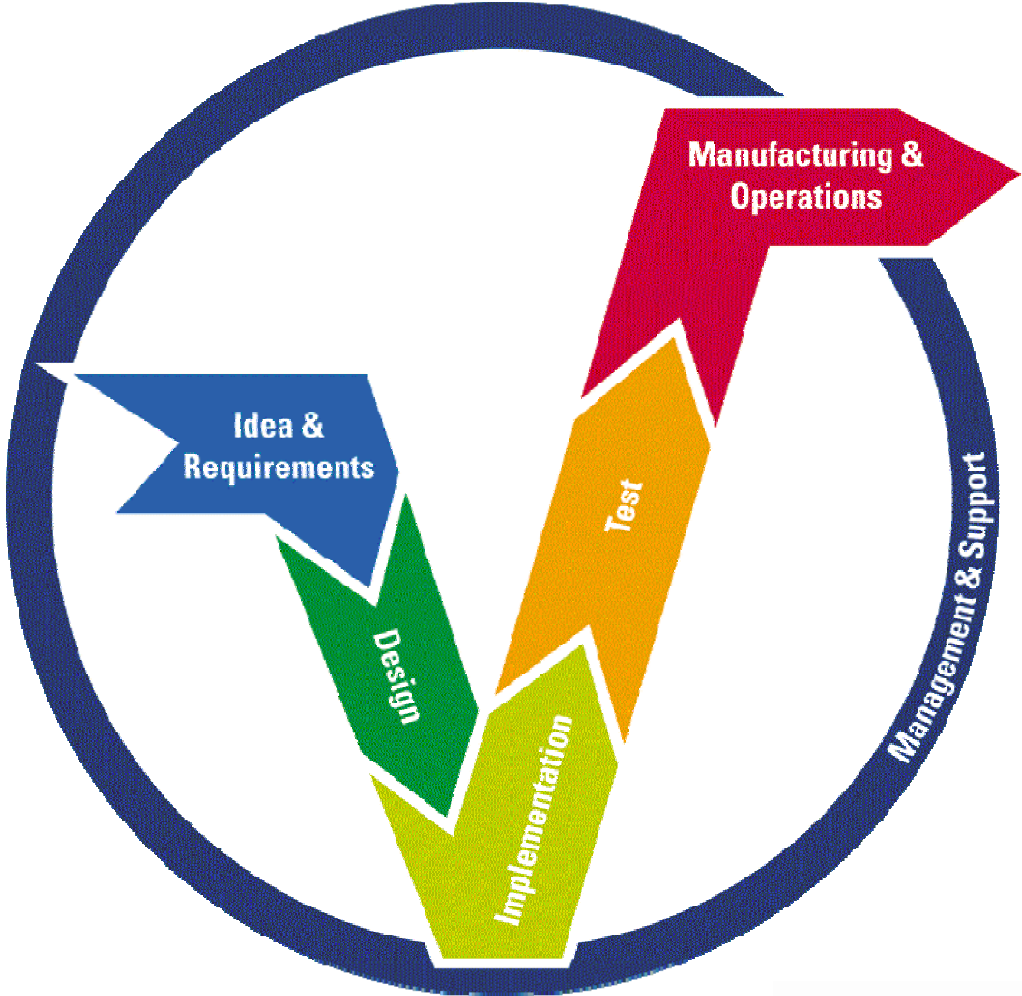 Manufacturing &
Operations
Idea &
Requirements
Test
Design
Implementation
Management & Support